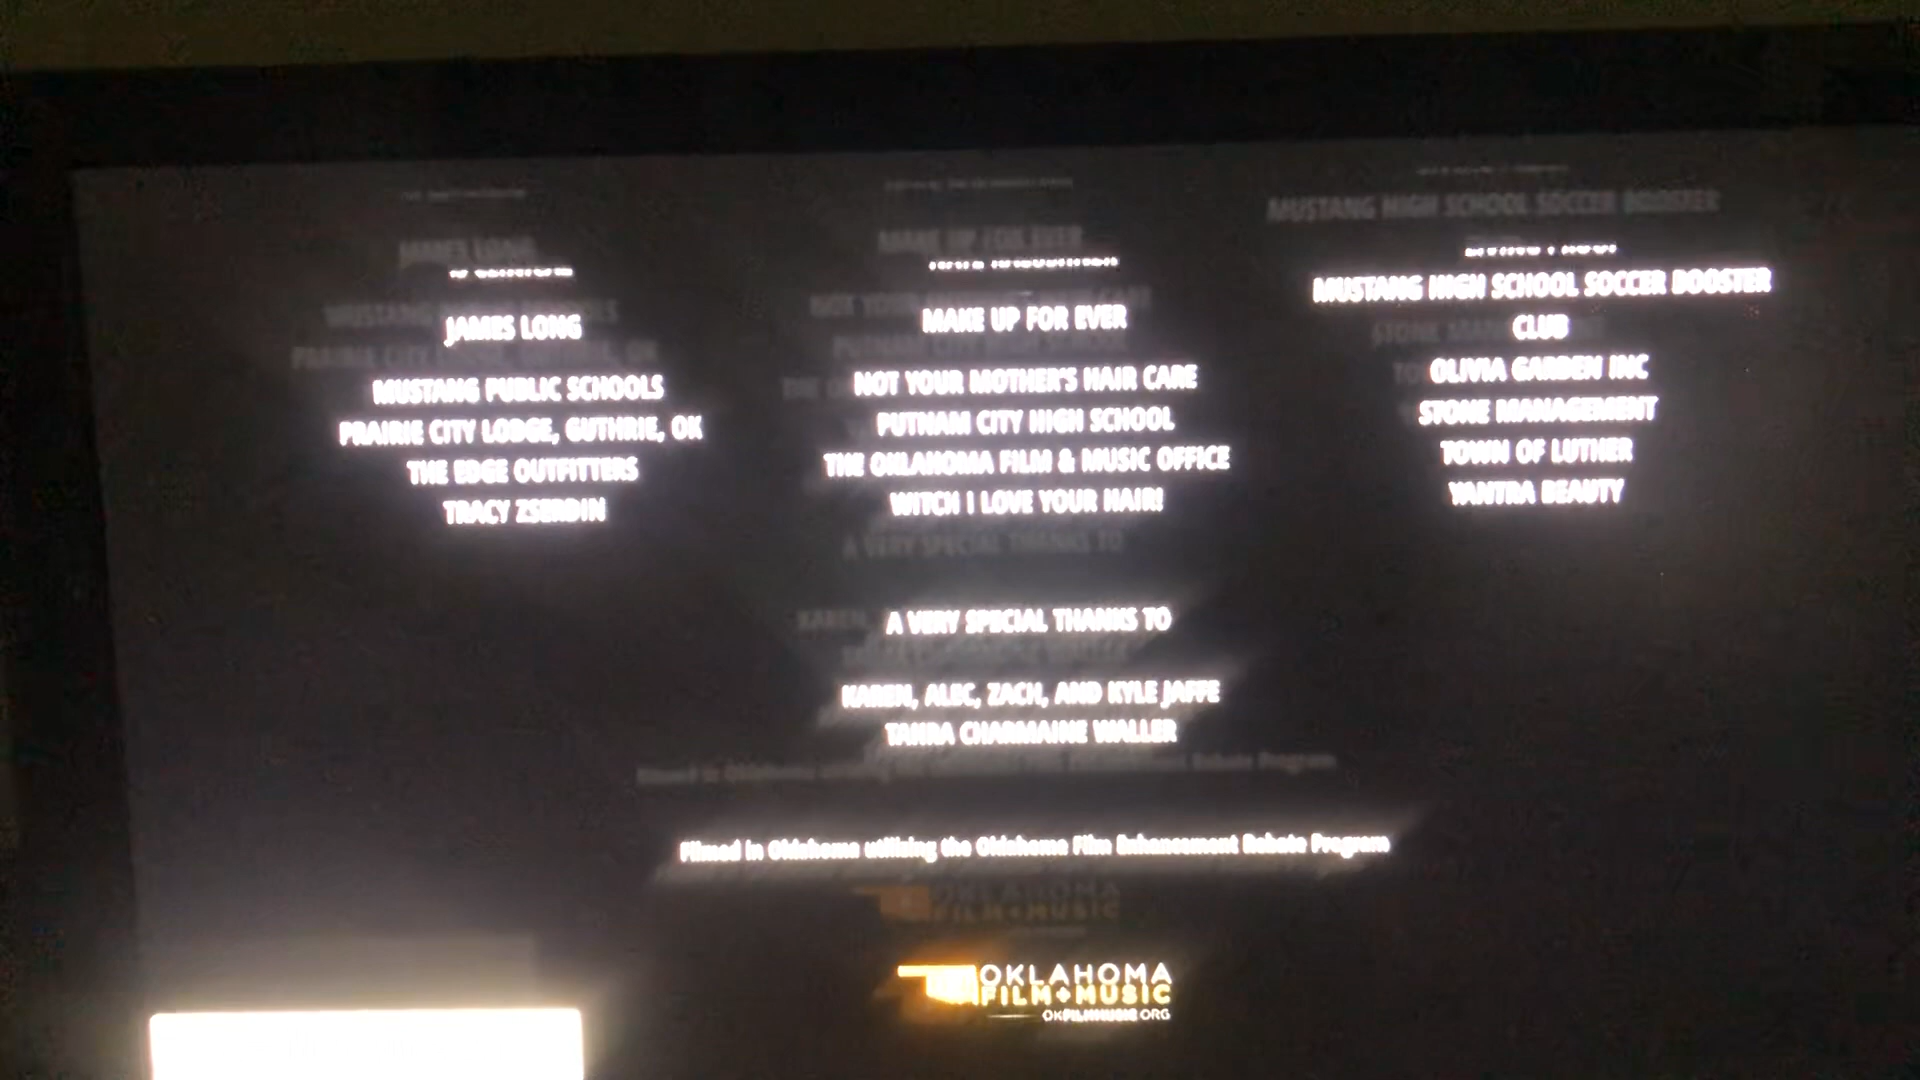 JAMES LONG
MUSTANG PUBLIC SCHOOLS
PRAIRIE CITY LODGE, GUTHRIE, OK
THE EDGE OUTFITTERS
TRACY ZSERDIN
MAKE UP FOR EVER
NOT YOUR MOTHER'S HAIR CARE
PUTNAM CITY HIGH SCHOOL
THE OKLAHOMA FILM & MUSIC OFFICE
WITCH I LOVE YOUR HAIR!
MUSTANG HIGH SCHOOL SOCCER BOOSTER
CLUB
OLIVIA GARDEN INC
STONE MANAGEMENT
TOWN OF LUTHER
YANTRA BEAUTY
A VERY SPECIAL THANKS TO
KAREN, ALEC, ZACH, AND KYLE JAFFE
CHARMAINE WALLER
Filmed in Oklahoma utilizing the Oklahoma Film Enhancement Rebate Program
OKLAHOMA
FILM+MUSIC
OKFILMMUSIC.ORG